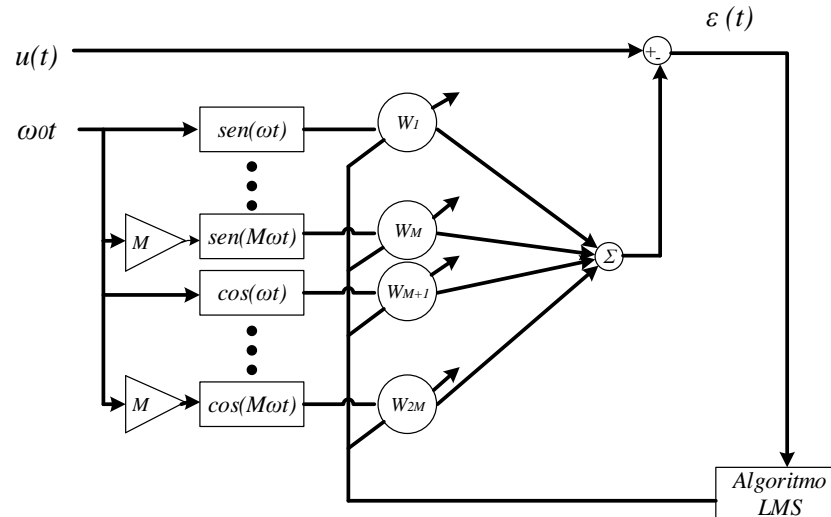 ε (t)
u(t)
+
-
ω0t
sen(ωt)
W1
M
sen(Mωt)
WM
Σ
cos(ωt)
WM+1
M
cos(Mωt)
W2M
Algoritmo
LMS